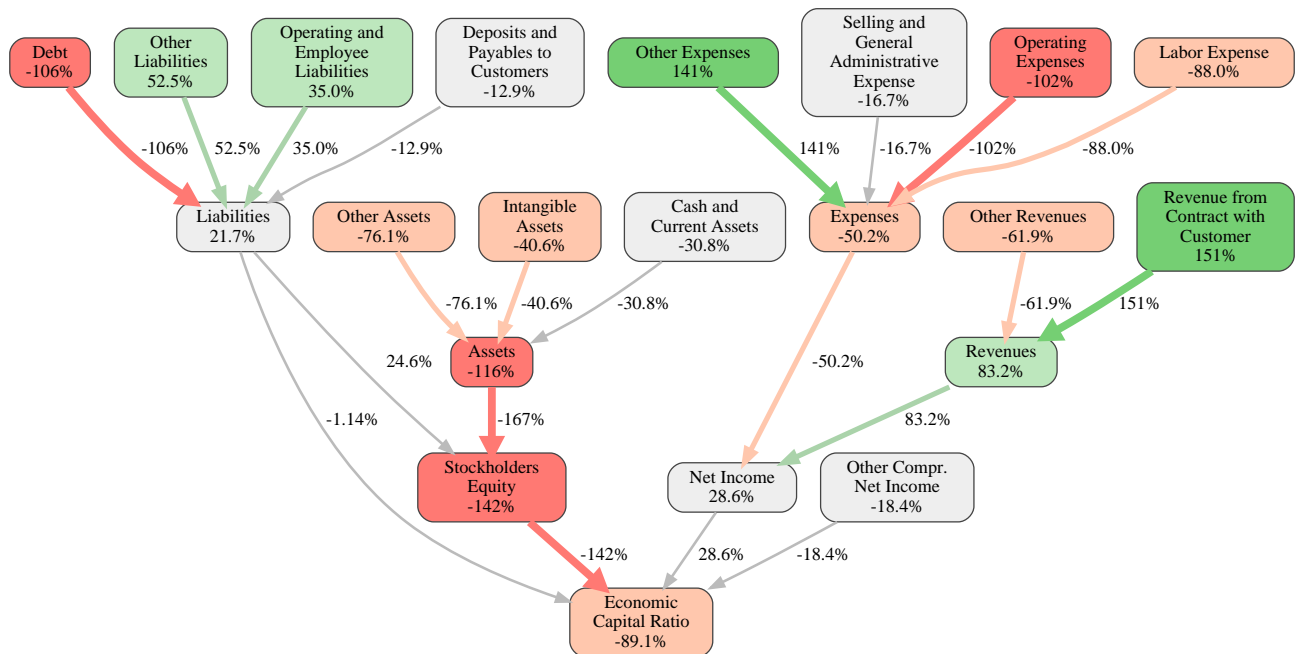 Debt
-106%
Other
Liabilities
52.5%
Operating and
Employee
Liabilities
35.0%
Deposits and
Payables to
Customers
-12.9%
Other Expenses
141%
Selling and
General
Administrative
Expense
-16.7%
Operating
Expenses
-102%
Labor Expense
-88.0%
-106%
52.5%
35.0%
-12.9%
141%
-16.7%
-102%
-88.0%
Liabilities
21.7%
Other Assets
-76.1%
Intangible
Assets
-40.6%
Cash and
Current Assets
-30.8%
Expenses
-50.2%
Other Revenues
-61.9%
Revenue from
Contract with
Customer
151%
-76.1%
-40.6%
-30.8%
-61.9%
151%
Assets
-116%
24.6%
-50.2%
Revenues
83.2%
-1.14%
-167%
83.2%
Stockholders
Equity
-142%
Net Income
28.6%
Other Compr.
Net Income
-18.4%
-142%
28.6%
-18.4%
Economic
Capital Ratio
-89.1%